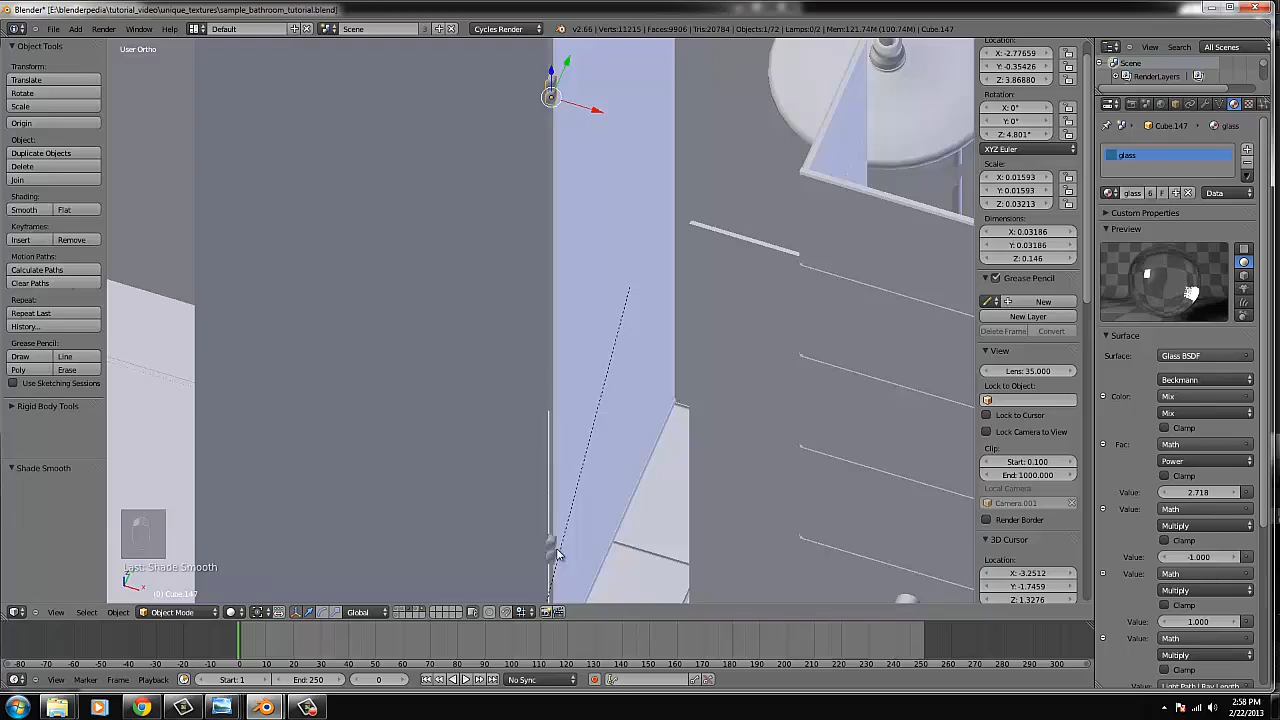 Blender* [E:\blenderpedia\tutorial_video\unique_textures\sample_bathroom_tutorial.blend]
File Add Render Window Help Default Scene 3 Cycles Render v2.66 | Verts:11215 | Faces:9906 | Tris:20784 | Objects:1/72 | Lamps:0/2 | Mem:121.74M (100.74M) | Cube.147
Object Tools
Transform:
Translate
Rotate
Scale
Origin
Object:
Duplicate Objects
Delete
Join
Shading:
Smooth Flat
Keyframes:
Insert Remove
Motion Paths:
Calculate Paths
Clear Paths
Repeat:
Repeat Last
History...
Grease Pencil:
Draw Line
Poly Erase
Use Sketching Sessions
Rigid Body Tools
Shade Smooth
User Ortho
Last: Shade Smooth
(0) Cube.147
View Select Object Object Mode Global
Location:
X: -2.77659
Y: -0.35426
Z: 3.86880
Rotation:
X: 0°
Y: 0°
Z: 4.801°
XYZ Euler
Scale:
X: 0.01593
Y: 0.01593
Z: 0.03213
Dimensions:
X: 0.03186
Y: 0.03186
Z: 0.146
Grease Pencil
New
New Layer
Delete Frame Convert
View
Lens: 35.000
Lock to Object:
Lock to Cursor
Lock Camera to View
Clip:
Start: 0.100
End: 1000.000
Local Camera:
Camera.001
Render Border
3D Cursor
Location:
X: -3.2512
Y: -1.7459
Z: 1.3276
View Search All Scenes
Scene
RenderLayers
Cube.147 glass
glass
glass 6 F Data
Custom Properties
Preview
Surface
Surface: Glass BSDF
Beckmann
Color: Mix
Mix
Clamp
Fac: Math
Power
Clamp
Value: 2.718
Value: Math
Multiply
Clamp
Value: -1.000
Value: Math
Multiply
Clamp
Value: 1.000
Value: Math
Multiply
Clamp
Value: Light Path | Ray Length
-80 -70 -60 -50 -40 -30 -20 -10 0 10 20 30 40 50 60 70 80 90 100 110 120 130 140 150 160 170 180 190 200 210 220 230 240 250 260 270 280 290 300
View Marker Frame Playback Start: 1 End: 250 0 No Sync
2:58 PM
2/22/2013